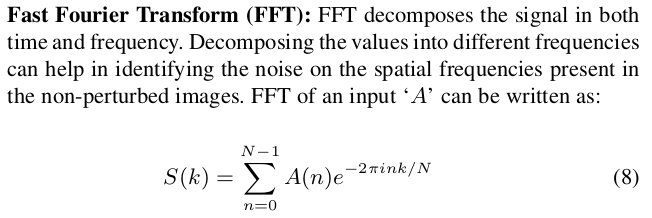 Fast Fourier Transform (FFT): FFT decomposes the signal in both
time and frequency. Decomposing the values into different frequencies
can help in identifying the noise on the spatial frequencies present in
the non-perturbed images. FFT of an input ‘A’ can be written as:
S(k) = \sum_{n=0}^{N-1} A(n)e^{-2\pi ink/N} (8)